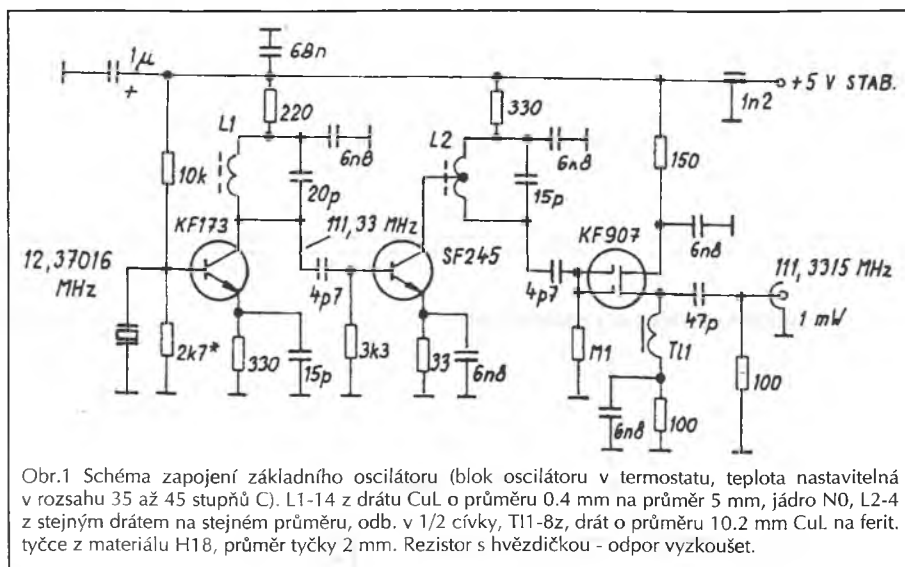 1µ
+
68n
+5 V STAB.
1n2
220
330
L1
L2
6n8
6n8
150
10k
20p
15p
KF173
111,33 MHz
SF245
KF907
6n8
12,37016
MHz
4p7
4p7
111,3315 MHz
47p
1 mW
2k7*
330
15p
3k3
33
6n8
M1
Tl1
100
6n8
100
Obr.1 Schéma zapojení základního oscilátoru (blok oscilátoru v termostatu, teplota nastavitelná
v rozsahu 35 až 45 stupňů C). L1-14 z drátu CuL o průměru 0.4 mm na průměr 5 mm, jádro N0, L2-4
z stejným drátem na stejném průměru, odb. v 1/2 cívky, Tl1-8z, drát o průměru 10.2 mm CuL na ferit.
tyčce z materiálu H18, průměr tyčky 2 mm. Rezistor s hvězdičkou - odpor vyzkoušet.